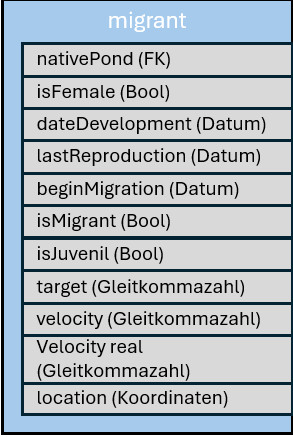 migrant
nativePond (FK)
isFemale (Bool)
dateDevelopment (Datum)
lastReproduction (Datum)
beginMigration (Datum)
isMigrant (Bool)
isJuvenil (Bool)
target (Gleitkommazahl)
velocity (Gleitkommazahl)
Velocity real
(Gleitkommazahl)
location (Koordinaten)